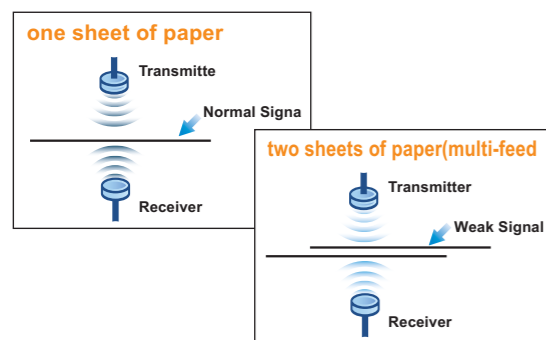 one sheet of paper
Transmitte
Normal Signa
Receiver
two sheets of paper(multi-feed
Transmitter
Weak Signal
Receiver